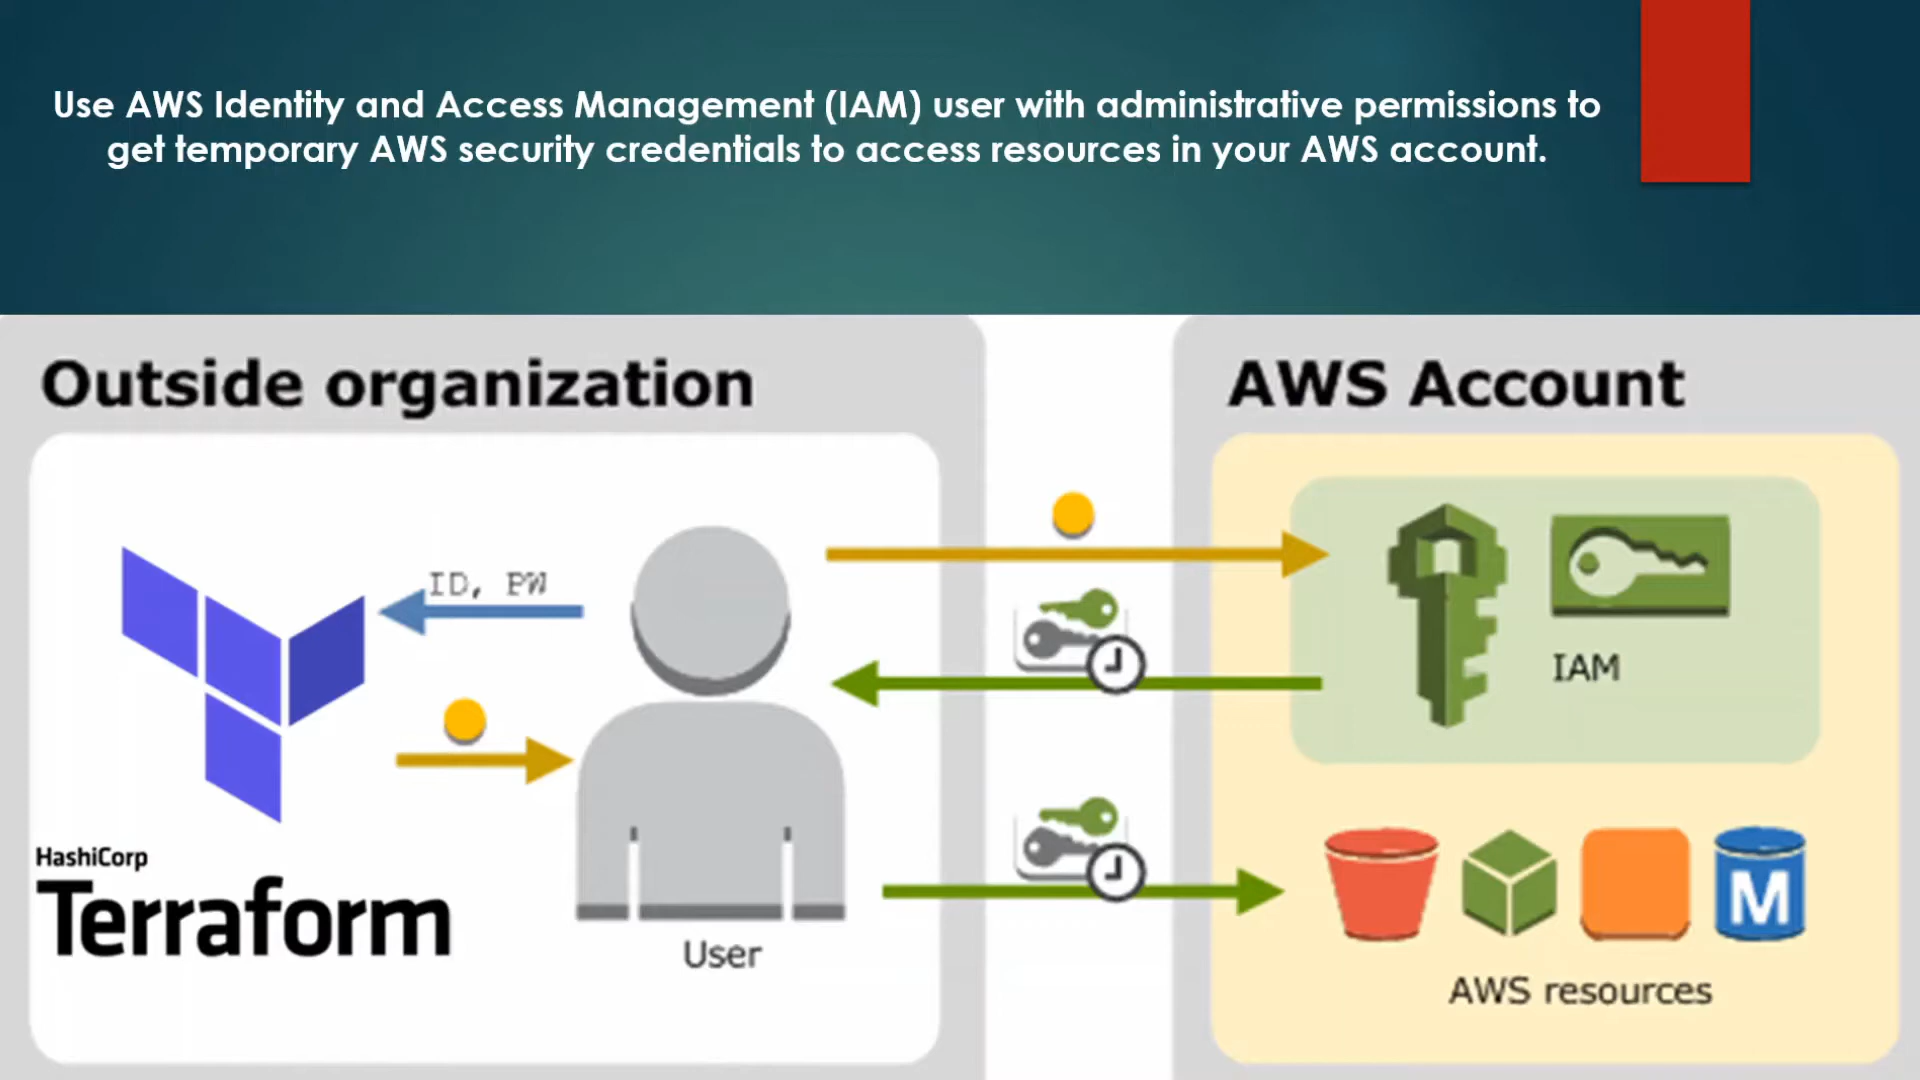 Use AWS Identity and Access Management (IAM) user with administrative permissions to
get temporary AWS security credentials to access resources in your AWS account.
Outside organization
AWS Account
ID, PW
IAM
HashiCorp
Terraform
User
M
AWS resources